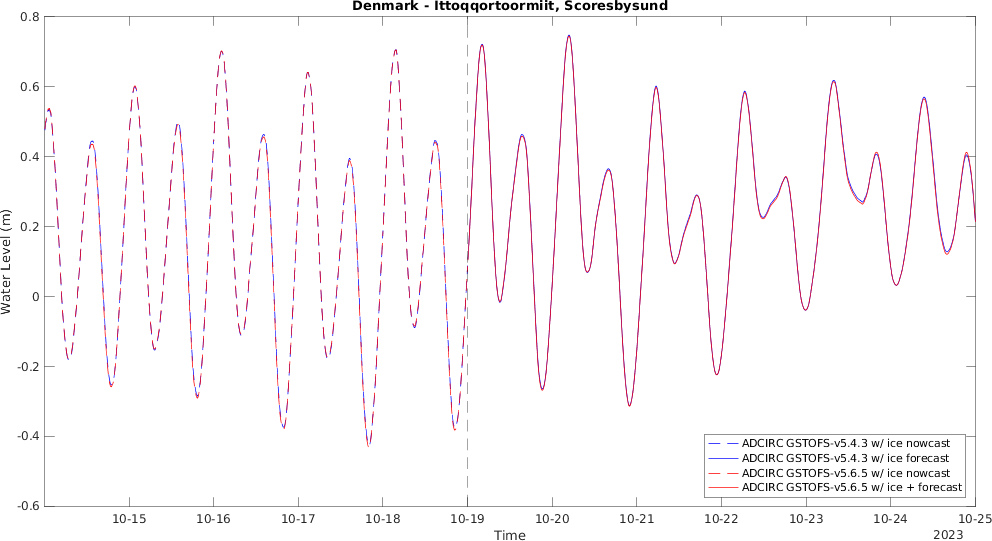 Denmark - Ittoqqortoormiit, Scoresbysund
0.8
0.6
0.4
0.2
0
-0.2
-0.4
-0.6
Water Level (m)
10-15 10-16 10-17 10-18 10-19 10-20 10-21 10-22 10-23 10-24 10-25
Time
2023
ADCIRC GSTOFS-v5.4.3 w/ ice nowcast
ADCIRC GSTOFS-v5.4.3 w/ ice forecast
ADCIRC GSTOFS-v5.6.5 w/ ice nowcast
ADCIRC GSTOFS-v5.6.5 w/ ice + forecast